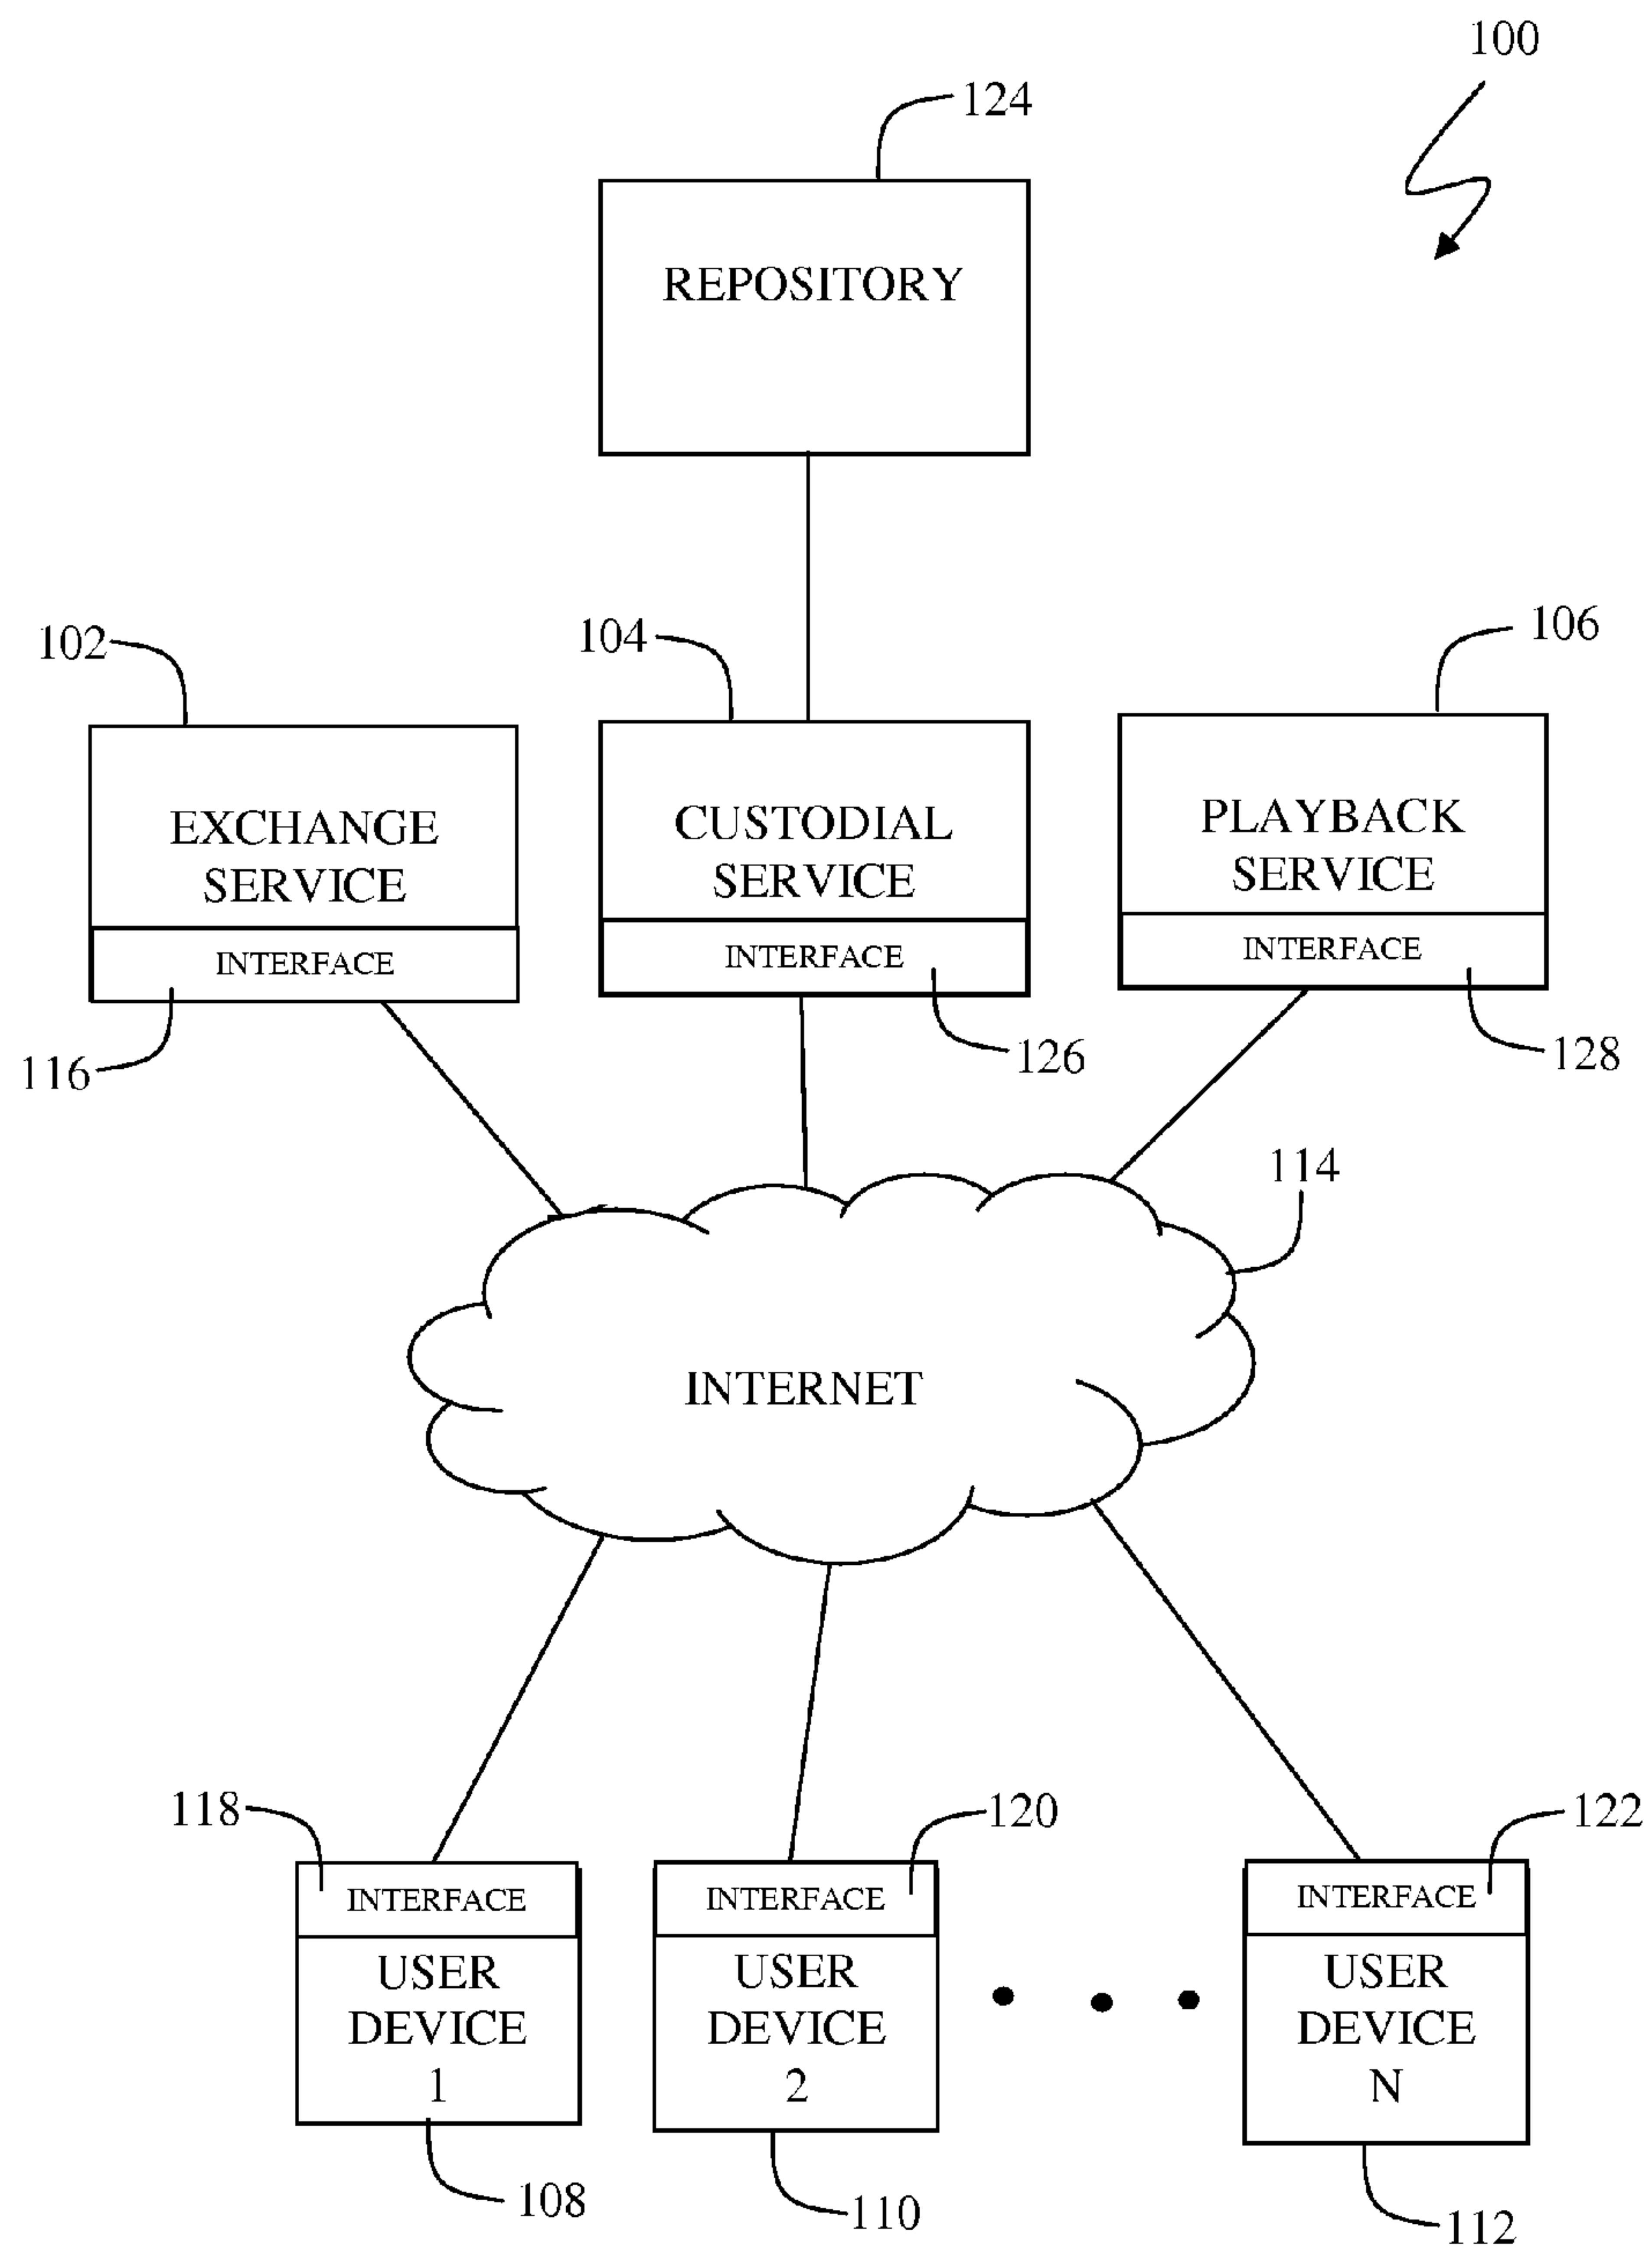 100
124
REPOSITORY
102
104
106
EXCHANGE
SERVICE
INTERFACE
CUSTODIAL
SERVICE
INTERFACE
PLAYBACK
SERVICE
INTERFACE
116
126
128
114
INTERNET
118
120
122
INTERFACE
USER
DEVICE
1
INTERFACE
USER
DEVICE
2
INTERFACE
USER
DEVICE
N
108
110
112